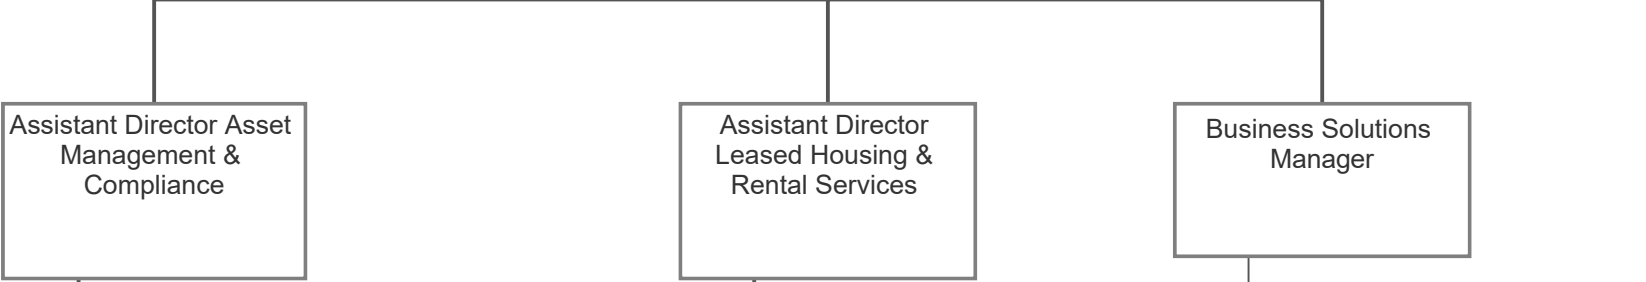 Assistant Director Asset
Management &
Compliance
Assistant Director
Leased Housing &
Rental Services
Business Solutions
Manager